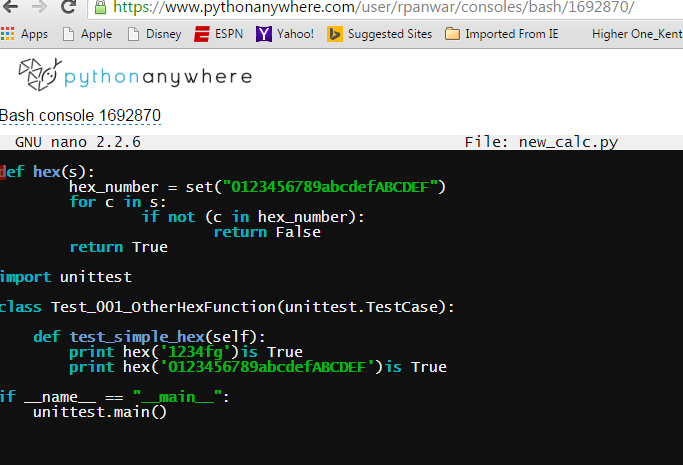 https://www.pythonanywhere.com/user/rpanwar/consoles/bash/1692870/
Apps Apple Disney ESPN Yahoo! Suggested Sites Imported From IE Higher One_Kent
pythonanywhere
Bash console 1692870
GNU nano 2.2.6 File: new_calc.py
def hex(s):
hex_number = set("0123456789abcdefABCDEF")
for c in s:
if not (c in hex_number):
return False
return True
import unittest
class Test_001_OtherHexFunction(unittest.TestCase):
def test_simple_hex(self):
print hex('1234fg')is True
print hex('0123456789abcdefABCDEF')is True
if __name__ == "__main__":
unittest.main()